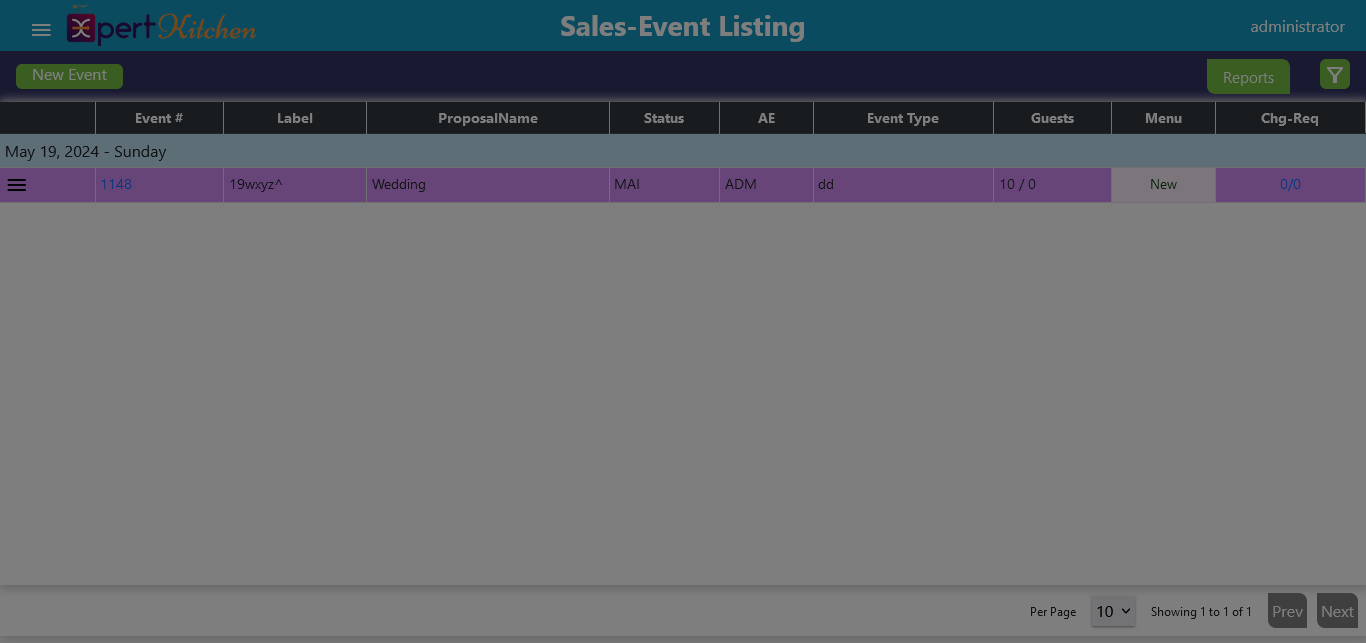 XpertKitchen
Sales-Event Listing
administrator
New Event
Reports
Event # Label ProposalName Status AE Event Type Guests Menu Chg-Req
May 19, 2024 - Sunday
1148 19wxyz^ Wedding MAI ADM dd 10 / 0 New 0/0
Per Page 10 Showing 1 to 1 of 1 Prev Next